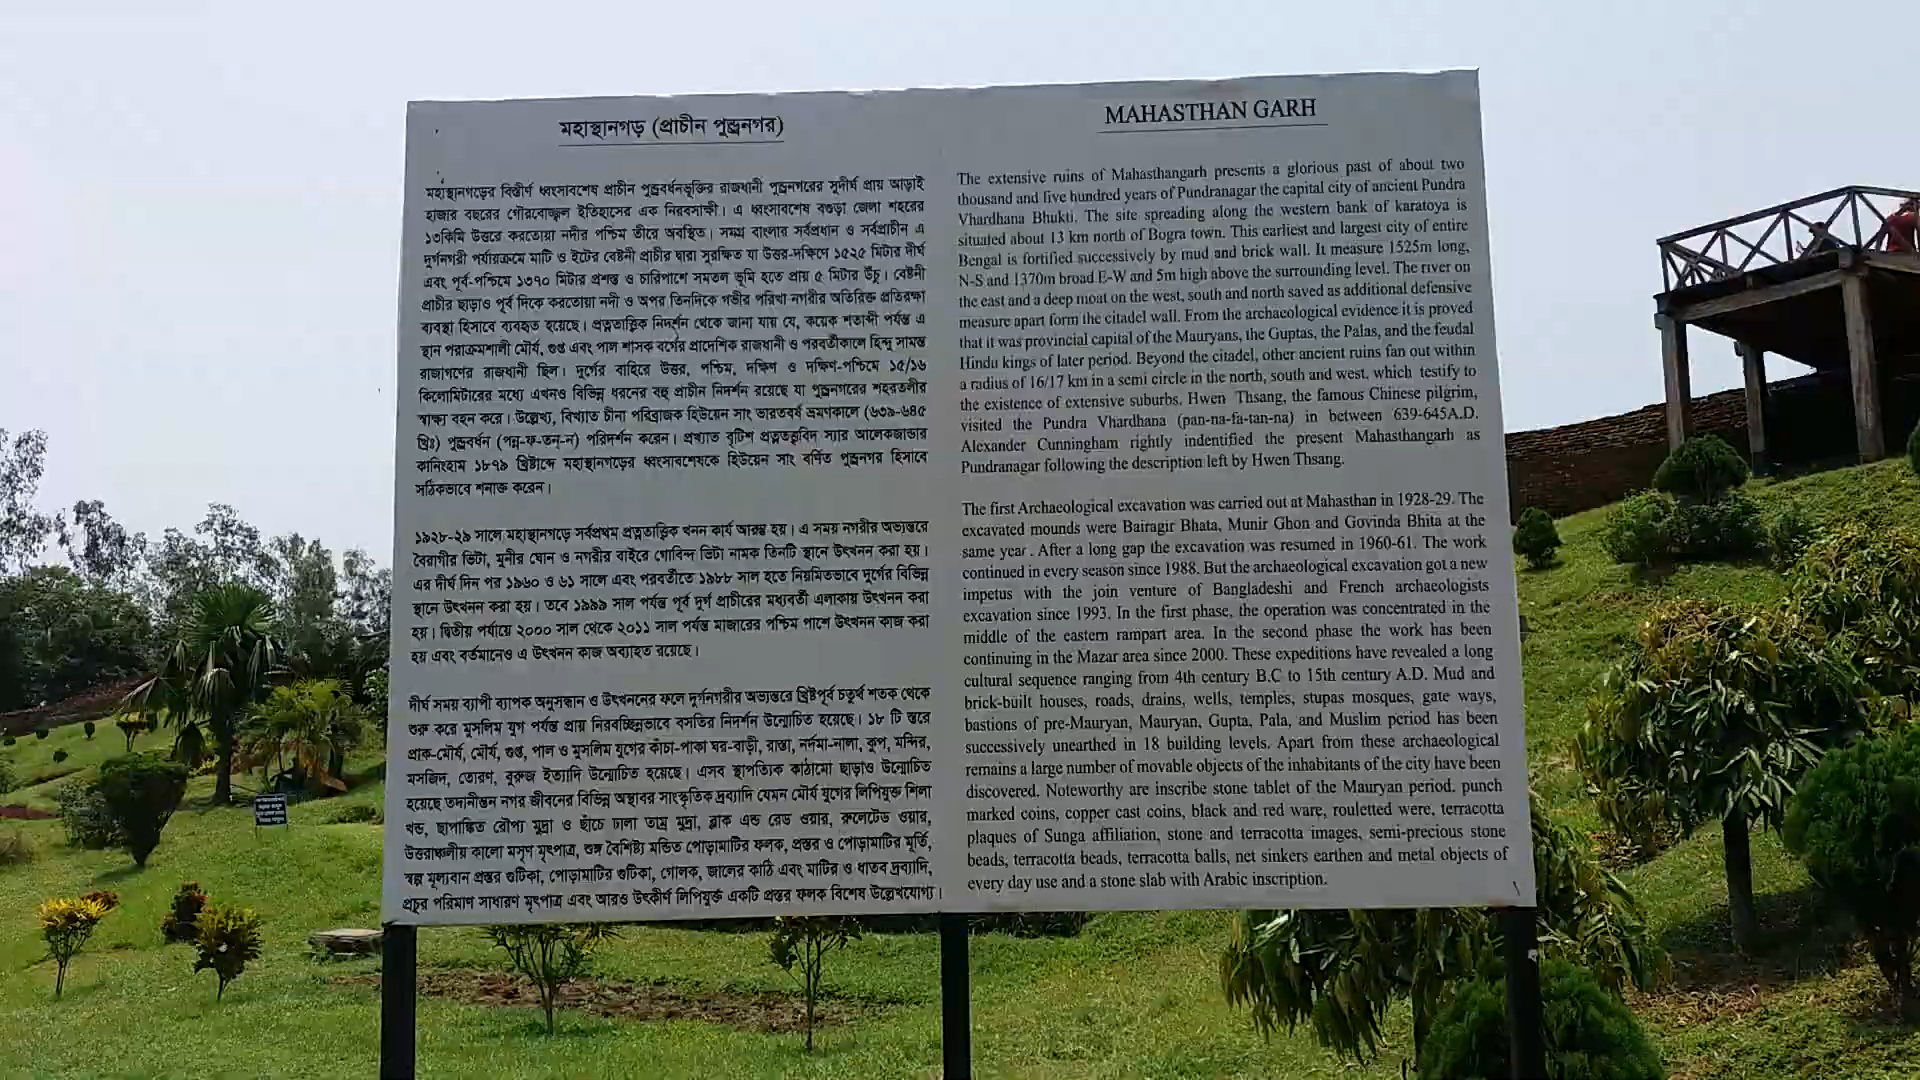 মহাস্থানগড় (প্রাচীন পুন্ড্রনগর)
মহাস্থানগড়ের বিস্তীর্ণ ধ্বংসাবশেষ প্রাচীন পুন্ড্রবর্ধনভূক্তির রাজধানী পুন্ড্রনগরের সুদীর্ঘ প্রায় আড়াই
হাজার বছরের গৌরবোজ্জ্বল ইতিহাসের এক নিরবসাক্ষী। এ ধ্বংসাবশেষ বগুড়া জেলা শহরের
১৩কিমি উত্তরে করতোয়া নদীর পশ্চিম তীরে অবস্থিত। সমগ্র বাংলার সর্বপ্রধান ও সর্বপ্রাচীন এ
দুর্গনগরী পর্যায়ক্রমে মাটি ও ইটের বেষ্টনী প্রাচীর দ্বারা সুরক্ষিত যা উত্তর-দক্ষিণে ১৫২৫ মিটার দীর্ঘ
এবং পূর্ব-পশ্চিমে ১৩৭০ মিটার প্রশস্ত ও চারিপাশে সমতল ভূমি হতে প্রায় ৫ মিটার উঁচু। বেষ্টনী
প্রাচীর ছাড়াও পূর্ব দিকে করতোয়া নদী ও অপর তিনদিকে গভীর পরিখা নগরীর অতিরিক্ত প্রতিরক্ষা
ব্যবস্থা হিসাবে ব্যবহৃত হয়েছে। প্রত্নতাত্ত্বিক নিদর্শন থেকে জানা যায় যে, কয়েক শতাব্দী পর্যন্ত এ
স্থান পরাক্রমশালী মৌর্য, গুপ্ত এবং পাল শাসক বর্গের প্রাদেশিক রাজধানী ও পরবর্তীকালে হিন্দু সামন্ত
রাজাগণের রাজধানী ছিল। দুর্গের বাহিরে উত্তর, পশ্চিম, দক্ষিণ ও দক্ষিণ-পশ্চিমে ১৫/১৬
কিলোমিটারের মধ্যে এখনও বিভিন্ন ধরনের বহু প্রাচীন নিদর্শন রয়েছে যা পুন্ড্রনগরের শহরতলীর
স্বাক্ষ্য বহন করে। উল্লেখ্য, বিখ্যাত চীনা পরিব্রাজক হিউয়েন সাং ভারতবর্ষ ভ্রমণকালে (৬৩৯-৬৪৫
খ্রিঃ) পুন্ড্রবর্ধন (পন্ন-ফ-তন্-ন) পরিদর্শন করেন। প্রখ্যাত বৃটিশ প্রত্নতত্ত্ববিদ স্যার আলেকজান্ডার
কানিংহাম ১৮৭৯ খ্রিষ্টাব্দে মহাস্থানগড়ের ধ্বংসাবশেষকে হিউয়েন সাং বর্ণিত পুন্ড্রনগর হিসাবে
সঠিকভাবে শনাক্ত করেন।
১৯২৮-২৯ সালে মহাস্থানগড়ে সর্বপ্রথম প্রত্নতাত্ত্বিক খনন কার্য আরম্ভ হয়। এ সময় নগরীর অভ্যন্তরে
বৈরাগীর ভিটা, মুনীর ঘোন ও নগরীর বাইরে গোবিন্দ ভিটা নামক তিনটি স্থানে উৎখনন করা হয়।
এর দীর্ঘ দিন পর ১৯৬০ ও ৬১ সালে এবং পরবর্তীতে ১৯৮৮ সাল হতে নিয়মিতভাবে দুর্গের বিভিন্ন
স্থানে উৎখনন করা হয়। তবে ১৯৯৯ সাল পর্যন্ত পূর্ব দুর্গ প্রাচীরের মধ্যবর্তী এলাকায় উৎখনন করা
হয়। দ্বিতীয় পর্যায়ে ২০০০ সাল থেকে ২০১১ সাল পর্যন্ত মাজারের পশ্চিম পাশে উৎখনন কাজ করা
হয় এবং বর্তমানেও এ উৎখনন কাজ অব্যাহত রয়েছে।
দীর্ঘ সময় ব্যাপী ব্যাপক অনুসন্ধান ও উৎখননের ফলে দুর্গনগরীর অভ্যন্তরে খ্রিষ্টপূর্ব চতুর্থ শতক থেকে
শুরু করে মুসলিম যুগ পর্যন্ত প্রায় নিরবচ্ছিন্নভাবে বসতির নিদর্শন উন্মোচিত হয়েছে। ১৮ টি স্তরে
প্রাক-মৌর্য, মৌর্য, গুপ্ত, পাল ও মুসলিম যুগের কাঁচা-পাকা ঘর-বাড়ী, রাস্তা, নর্দমা-নালা, কুপ, মন্দির,
মসজিদ, তোরণ, বুরুজ ইত্যাদি উন্মোচিত হয়েছে। এসব স্থাপত্যিক কাঠামো ছাড়াও উন্মোচিত
হয়েছে তদানীন্তন নগর জীবনের বিভিন্ন অস্থাবর সাংস্কৃতিক দ্রব্যাদি যেমন মৌর্য যুগের লিপিযুক্ত শিলা
খন্ড, ছাপাঙ্কিত রৌপ্য মুদ্রা ও ছাঁচে ঢালা তাম্র মুদ্রা, ব্লাক এন্ড রেড ওয়ার, রুলেটেড ওয়ার,
উত্তরাঞ্চলীয় কালো মসৃণ মৃৎপাত্র, শুঙ্গ বৈশিষ্ট্য মন্ডিত পোড়ামাটির ফলক, প্রস্তর ও পোড়ামাটির মূর্তি,
স্বল্প মূল্যবান প্রস্তর গুটিকা, পোড়ামাটির গুটিকা, গোলক, জালের কাঠি এবং মাটির ও ধাতব দ্রব্যাদি,
প্রচুর পরিমাণ সাধারণ মৃৎপাত্র এবং আরও উৎকীর্ণ লিপিযুক্ত একটি প্রস্তর ফলক বিশেষ উল্লেখযোগ্য।
MAHASTHAN GARH
The extensive ruins of Mahasthangarh presents a glorious past of about two
thousand and five hundred years of Pundranagar the capital city of ancient Pundra
Vhardhana Bhukti. The site spreading along the western bank of karatoya is
situated about 13 km north of Bogra town. This earliest and largest city of entire
Bengal is fortified successively by mud and brick wall. It measure 1525m long,
N-S and 1370m broad E-W and 5m high above the surrounding level. The river on
the east and a deep moat on the west, south and north saved as additional defensive
measure apart form the citadel wall. From the archaeological evidence it is proved
that it was provincial capital of the Mauryans, the Guptas, the Palas, and the feudal
Hindu kings of later period. Beyond the citadel, other ancient ruins fan out within
a radius of 16/17 km in a semi circle in the north, south and west, which testify to
the existence of extensive suburbs. Hwen Thsang, the famous Chinese pilgrim,
visited the Pundra Vhardhana (pan-na-fa-tan-na) in between 639-645A.D.
Alexander Cunningham rightly indentified the present Mahasthangarh as
Pundranagar following the description left by Hwen Thsang.
The first Archaeological excavation was carried out at Mahasthan in 1928-29. The
excavated mounds were Bairagir Bhata, Munir Ghon and Govinda Bhita at the
same year . After a long gap the excavation was resumed in 1960-61. The work
continued in every season since 1988. But the archaeological excavation got a new
impetus with the join venture of Bangladeshi and French archaeologists
excavation since 1993. In the first phase, the operation was concentrated in the
middle of the eastern rampart area. In the second phase the work has been
continuing in the Mazar area since 2000. These expeditions have revealed a long
cultural sequence ranging from 4th century B.C to 15th century A.D. Mud and
brick-built houses, roads, drains, wells, temples, stupas mosques, gate ways,
bastions of pre-Mauryan, Mauryan, Gupta, Pala, and Muslim period has been
successively unearthed in 18 building levels. Apart from these archaeological
remains a large number of movable objects of the inhabitants of the city have been
discovered. Noteworthy are inscribe stone tablet of the Mauryan period, punch
marked coins, copper cast coins, black and red ware, rouletted were, terracotta
plaques of Sunga affiliation, stone and terracotta images, semi-precious stone
beads, terracotta beads, terracotta balls, net sinkers earthen and metal objects of
every day use and a stone slab with Arabic inscription.